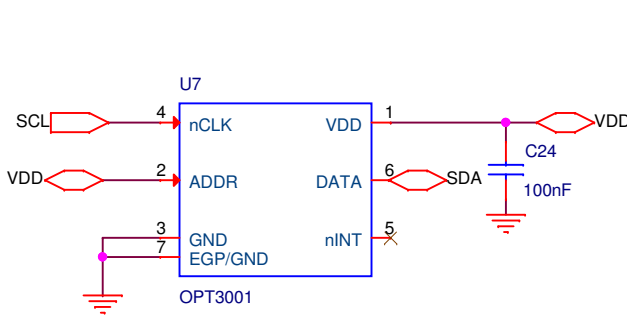 U7
SCL 4 nCLK VDD 1 VDD
C24
VDD 2 ADDR DATA 6 SDA
100nF
3 GND nINT 5
7 EGP/GND
OPT3001